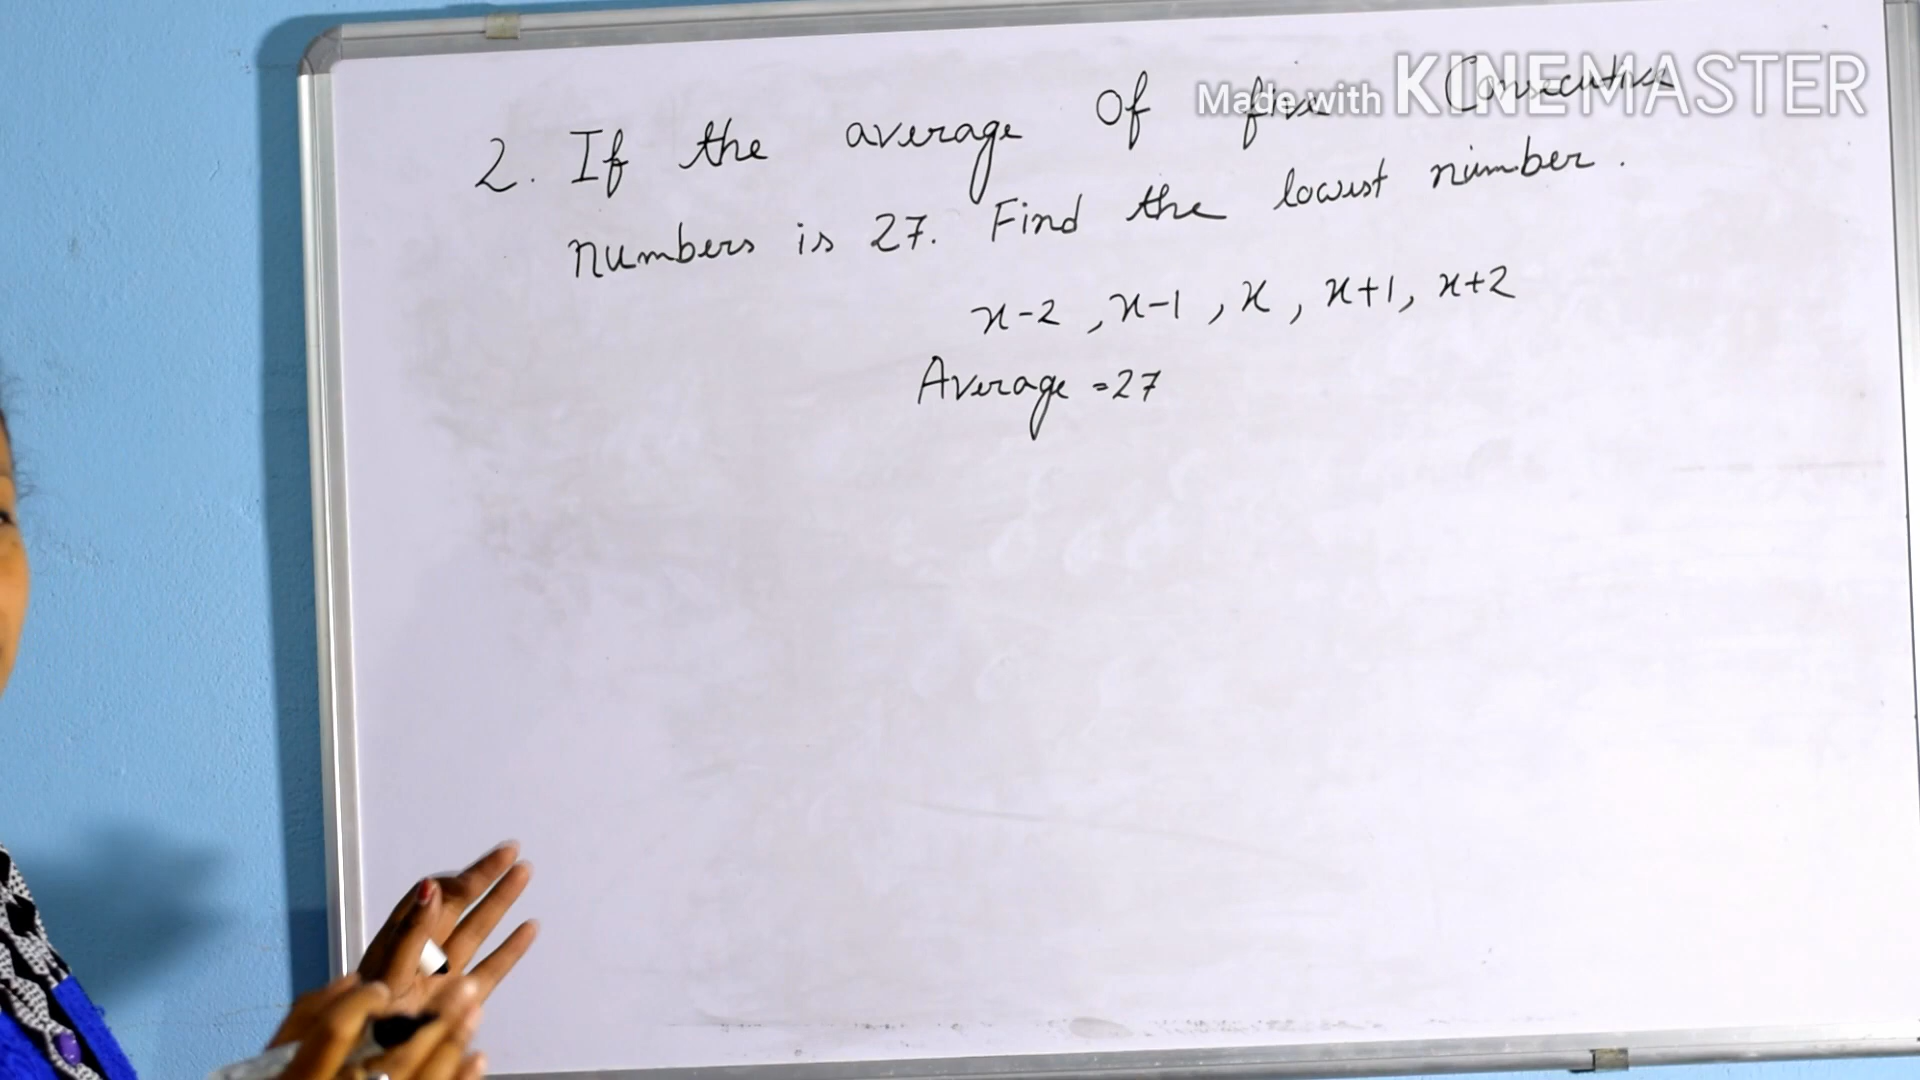 Made with KINEMASTER
2. If the average of five Consecutive
numbers is 27. Find the lowest number.
x-2, x-1, x, x+1, x+2
Average = 27